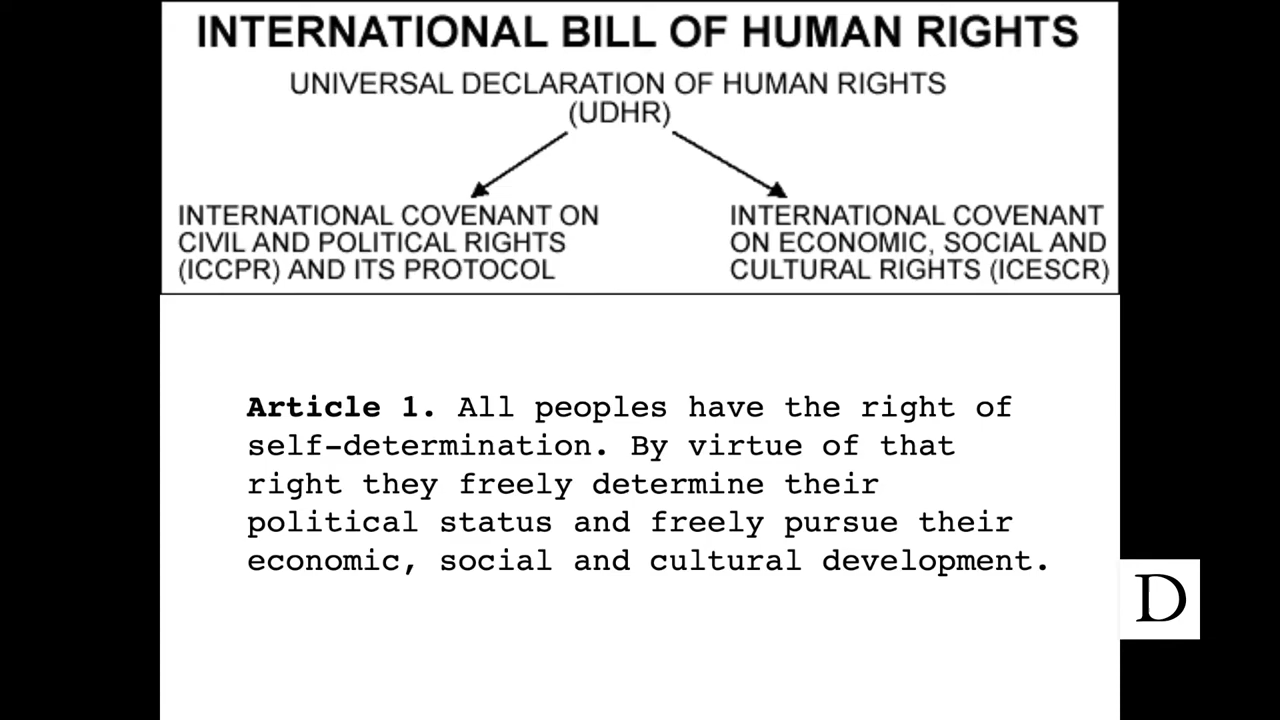 INTERNATIONAL BILL OF HUMAN RIGHTS
UNIVERSAL DECLARATION OF HUMAN RIGHTS
(UDHR)
INTERNATIONAL COVENANT ON
CIVIL AND POLITICAL RIGHTS
(ICCPR) AND ITS PROTOCOL
INTERNATIONAL COVENANT
ON ECONOMIC, SOCIAL AND
CULTURAL RIGHTS (ICESCR)
Article 1. All peoples have the right of
self-determination. By virtue of that
right they freely determine their
political status and freely pursue their
economic, social and cultural development.
D